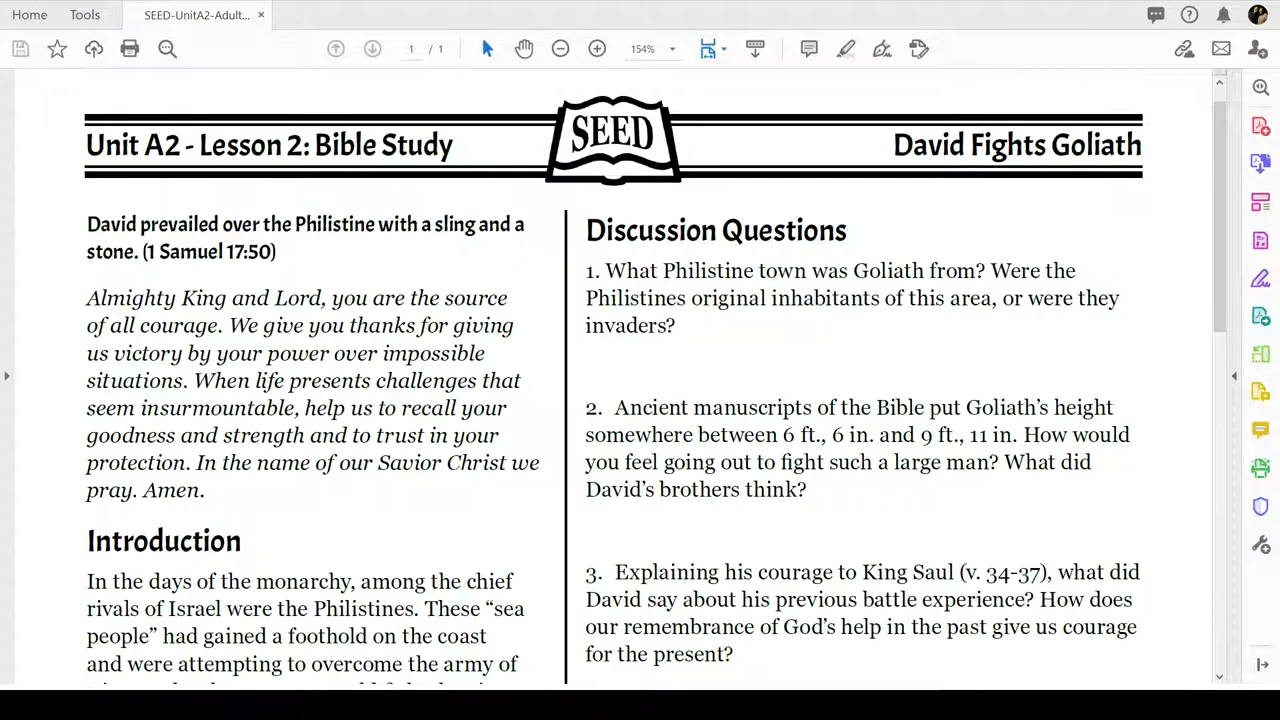 Home
Tools
SEED-UnitA2-Adult...
1 / 1
154%
Unit A2 - Lesson 2: Bible Study
SEED
David Fights Goliath
David prevailed over the Philistine with a sling and a
stone. (1 Samuel 17:50)
Almighty King and Lord, you are the source
of all courage. We give you thanks for giving
us victory by your power over impossible
situations. When life presents challenges that
seem insurmountable, help us to recall your
goodness and strength and to trust in your
protection. In the name of our Savior Christ we
pray. Amen.
Introduction
In the days of the monarchy, among the chief
rivals of Israel were the Philistines. These “sea
people” had gained a foothold on the coast
and were attempting to overcome the army of
Discussion Questions
1. What Philistine town was Goliath from? Were the
Philistines original inhabitants of this area, or were they
invaders?
2. Ancient manuscripts of the Bible put Goliath’s height
somewhere between 6 ft., 6 in. and 9 ft., 11 in. How would
you feel going out to fight such a large man? What did
David’s brothers think?
3. Explaining his courage to King Saul (v. 34-37), what did
David say about his previous battle experience? How does
our remembrance of God’s help in the past give us courage
for the present?